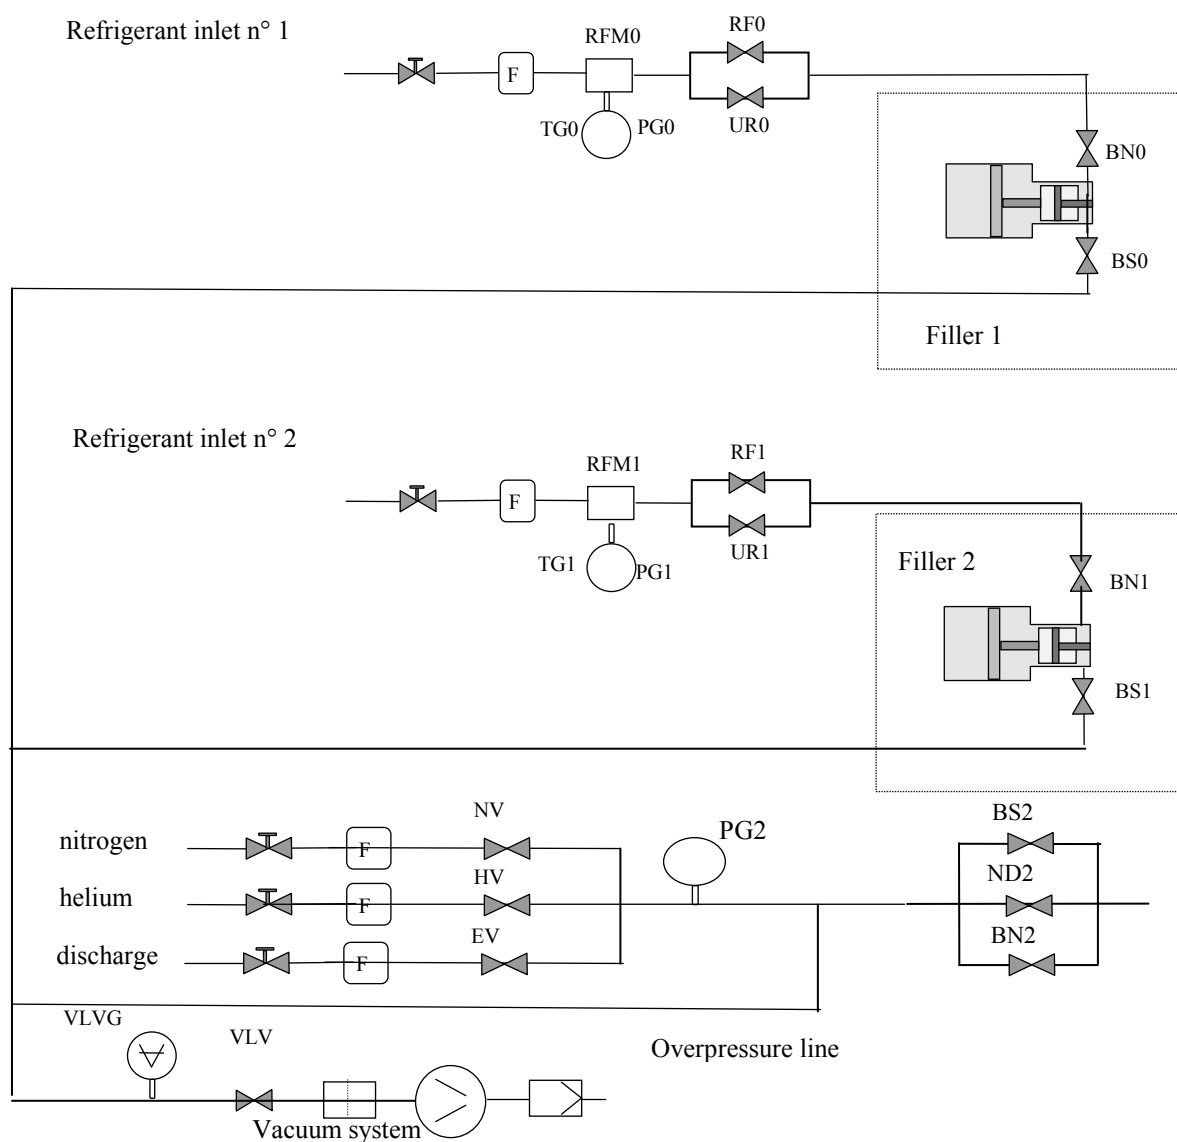 Refrigerant inlet n° 1
RFM0
RF0
F
TG0
PG0
UR0
BN0
BS0
Filler 1
Refrigerant inlet n° 2
RFM1
RF1
F
TG1
PG1
UR1
Filler 2
BN1
BS1
nitrogen
F
NV
PG2
BS2
helium
F
HV
ND2
discharge
F
EV
BN2
VLVG
VLV
Overpressure line
Vacuum system